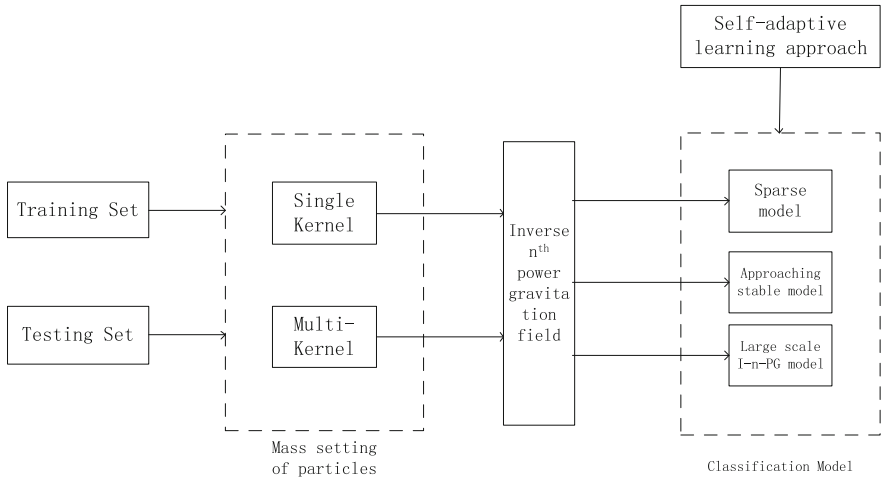 Self-adaptive
learning approach
Training Set
Testing Set
Single
Kernel
Multi-
Kernel
Mass setting
of particles
Inverse
nth
power
gravita
tion
field
Sparse
model
Approaching
stable model
Large scale
I-n-PG model
Classification Model